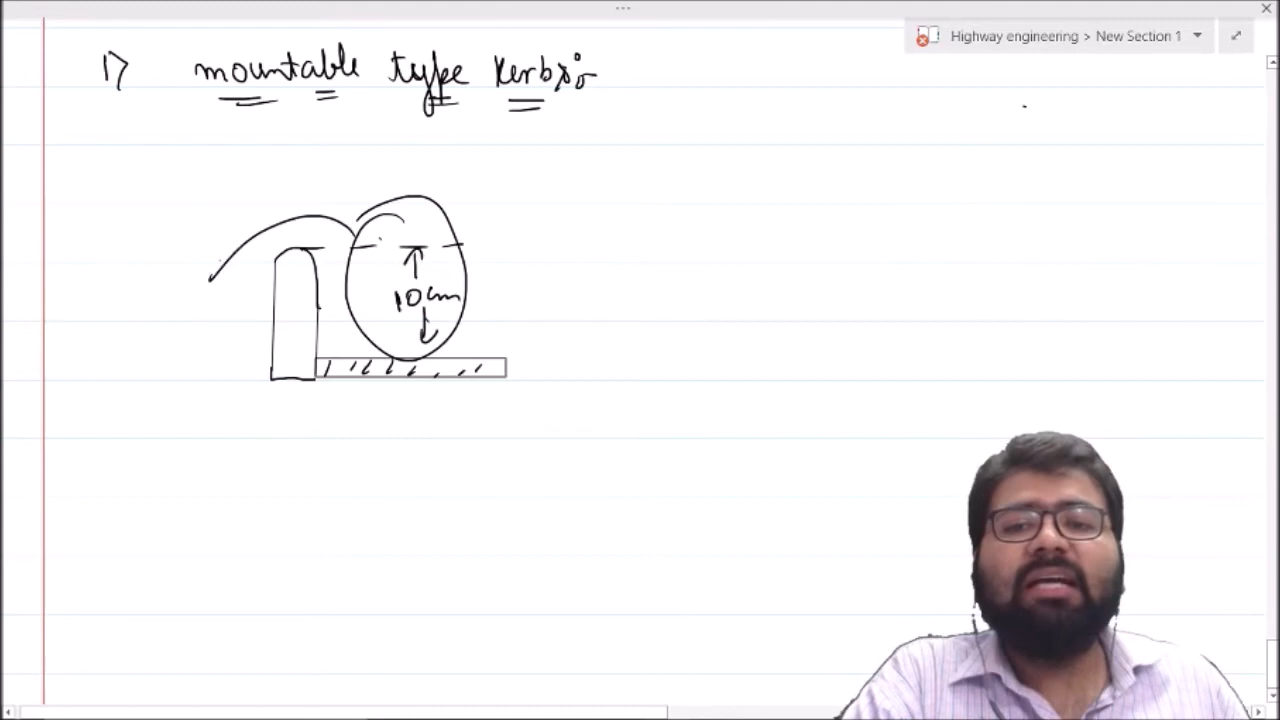 Highway engineering > New Section 1
1) mountable type Kerbs:
10cm